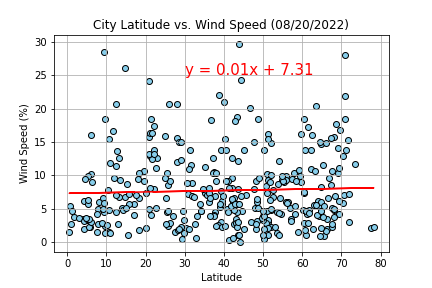 City Latitude vs. Wind Speed (08/20/2022)
30
25
20
15
10
5
0
Wind Speed (%)
y = 0.01x + 7.31
0 10 20 30 40 50 60 70 80
Latitude